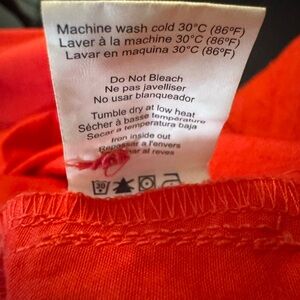 Machine wash cold 30°C (86°F)
Laver à la machine 30°C (86°F)
Lavar en maquina 30°C (86°F)
Do Not Bleach
Ne pas javelliser
No usar blanqueador
Tumble dry at low heat
Sécher à basse température
Secar a temperatura baja
Iron inside out
Repasser a l'envers
ar al reves
30